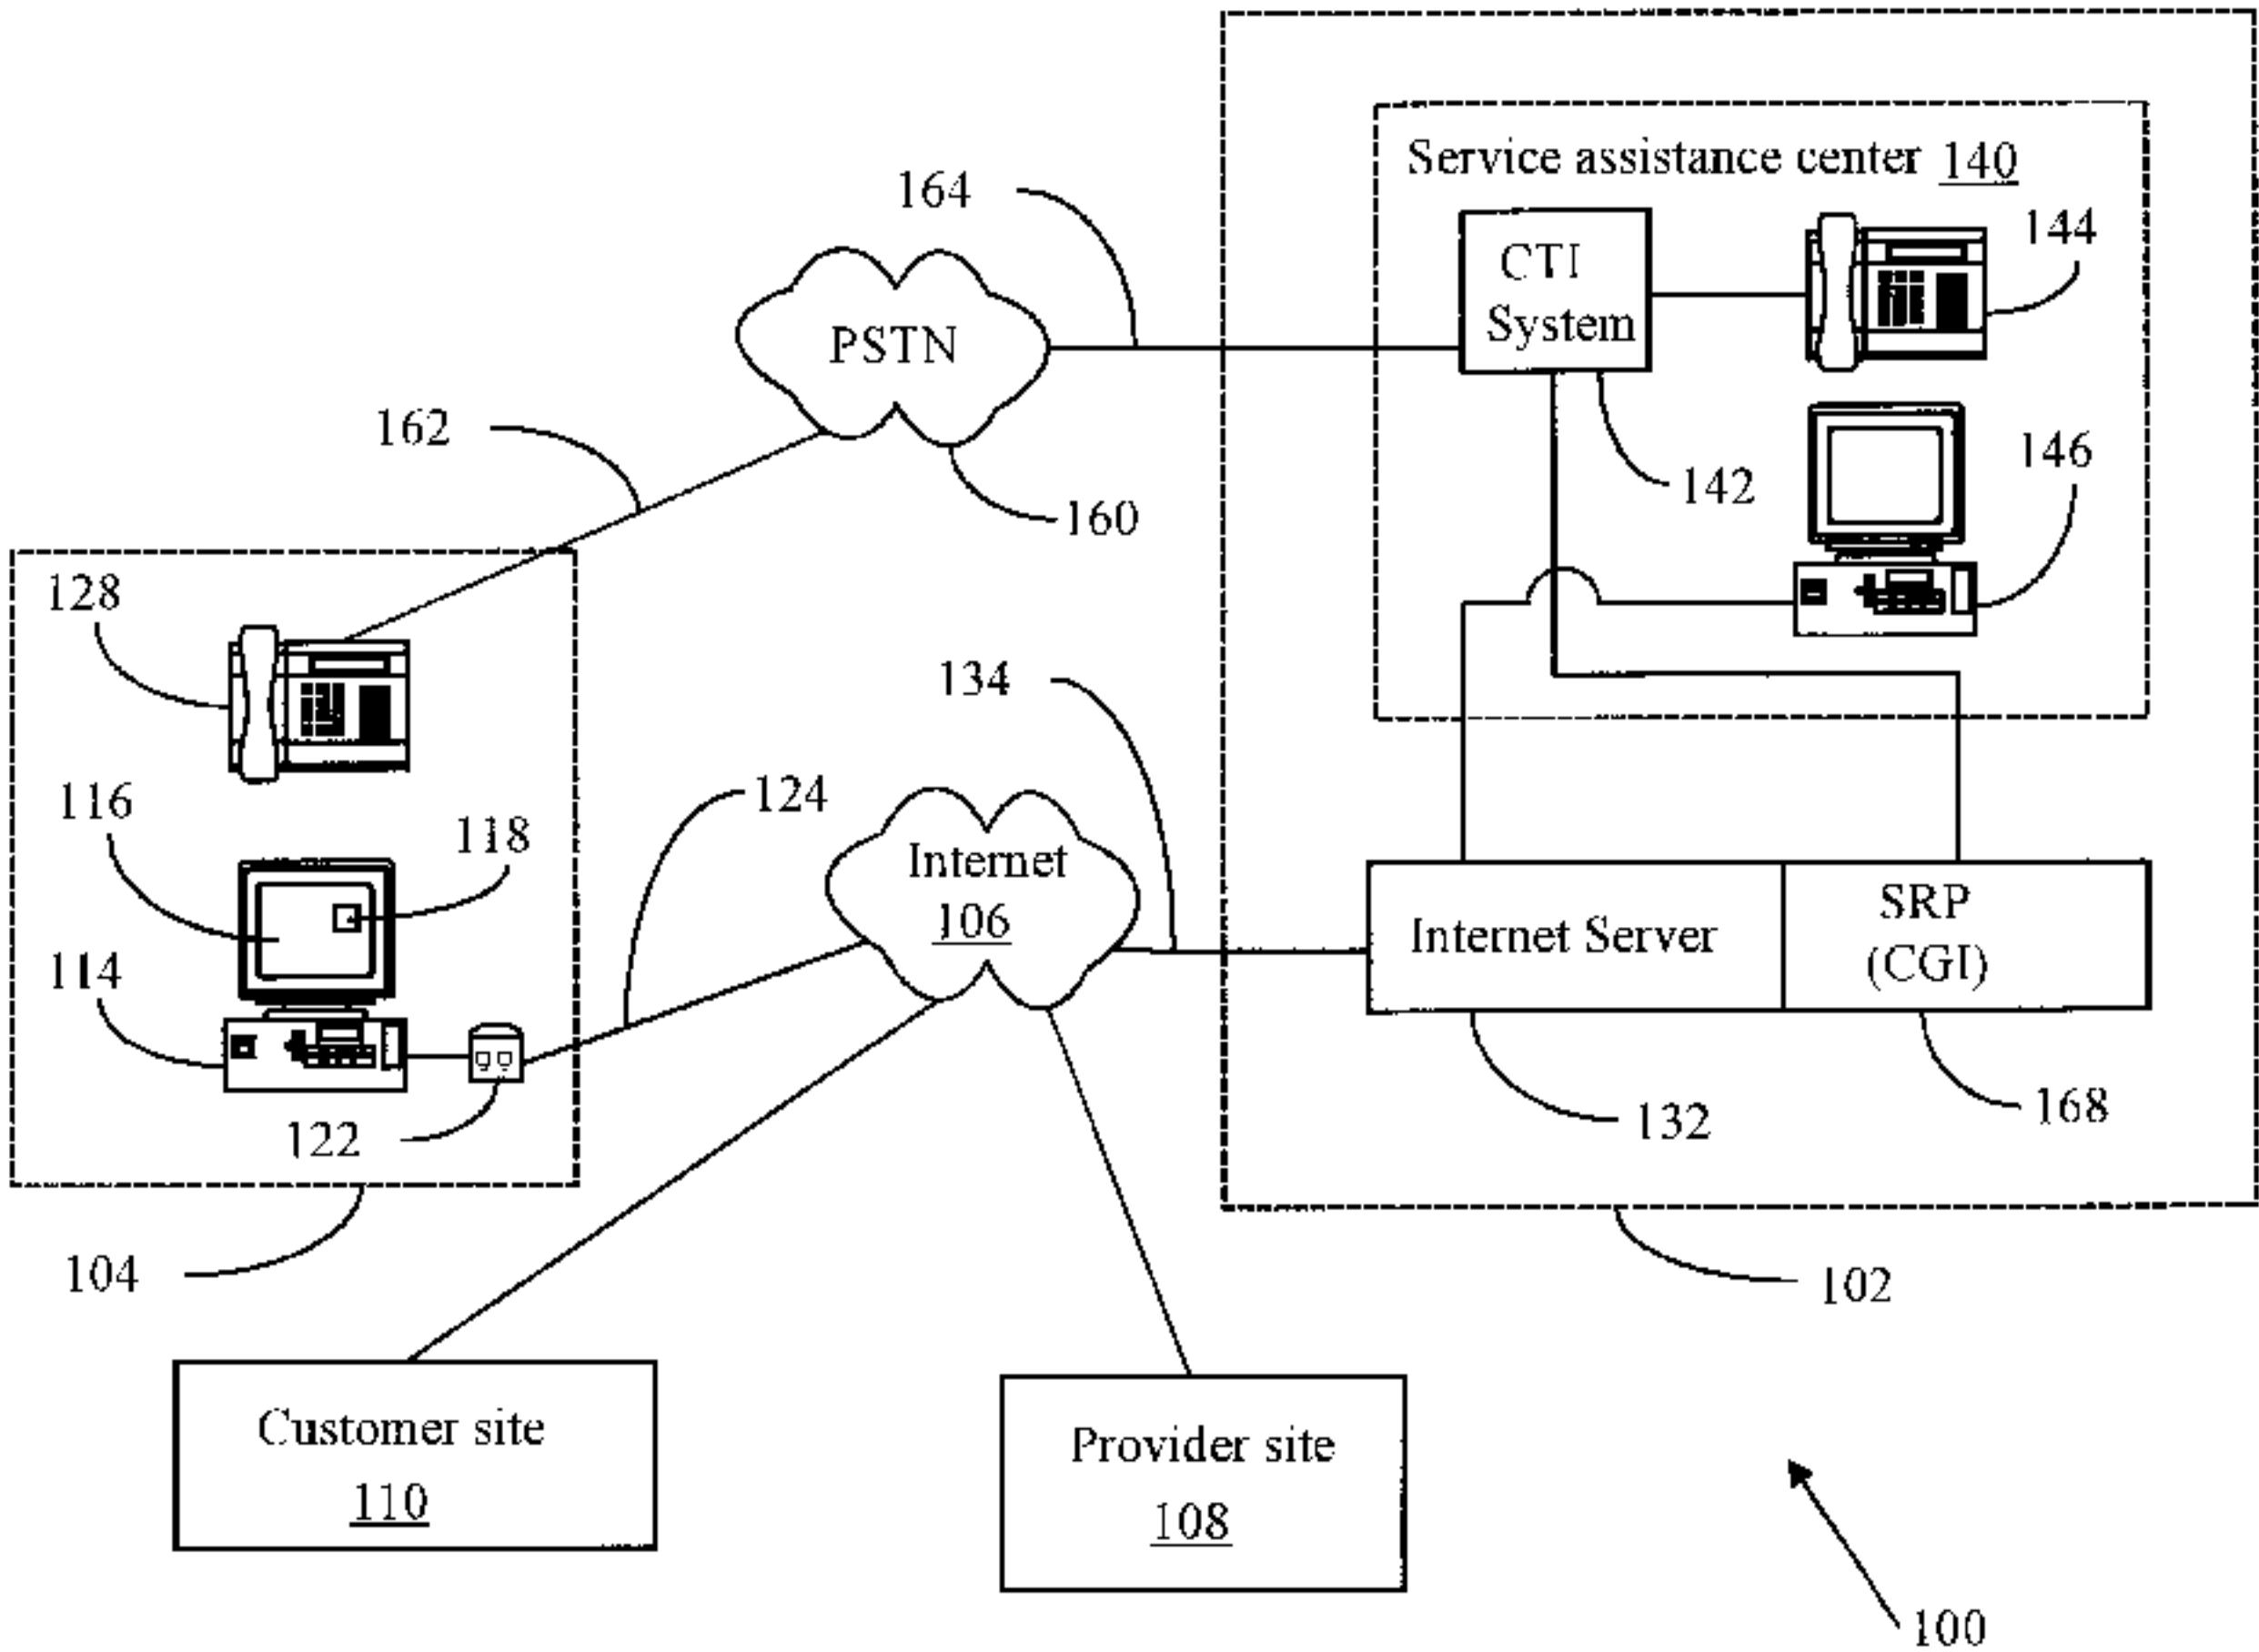 Service assistance center 140
164
144
CTI
System
PSTN
162
146
142
160
128
134
116
124
118
Internet
106
SRP
(CGI)
Internet Server
114
122
132
168
104
102
Customer site
110
Provider site
108
100